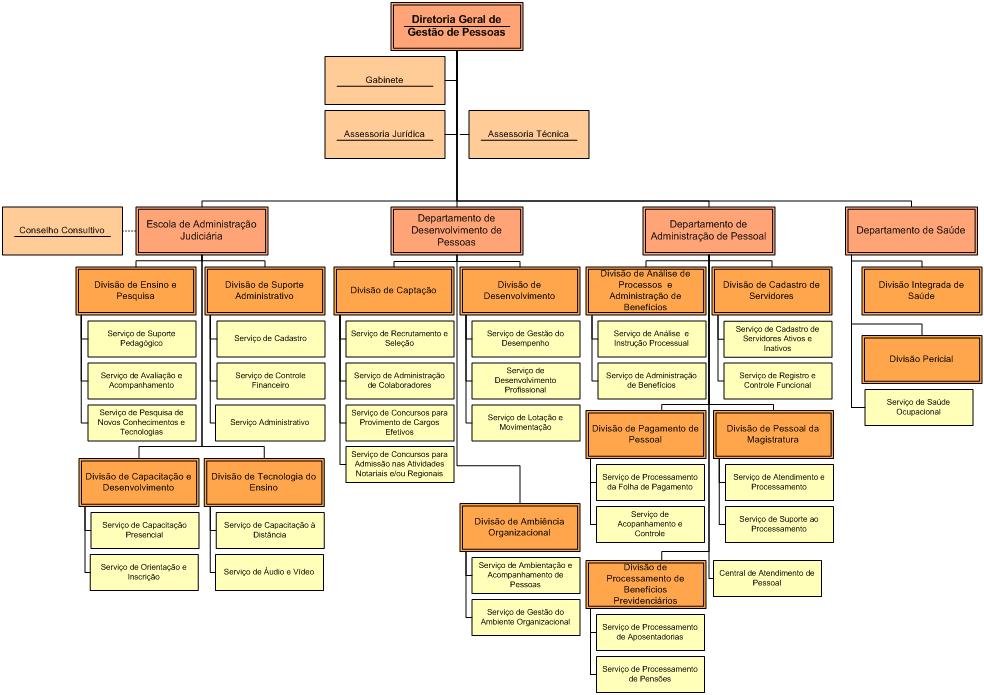 Diretoria Geral de
Gestão de Pessoas
Gabinete
Assessoria Jurídica
Assessoria Técnica
Conselho Consultivo
Escola de Administração
Judiciária
Departamento de
Desenvolvimento de
Pessoas
Departamento de
Administração de Pessoal
Departamento de Saúde
Divisão de Ensino e
Pesquisa
Serviço de Suporte
Pedagógico
Serviço de Avaliação e
Acompanhamento
Serviço de Pesquisa de
Novos Conhecimentos e
Tecnologias
Divisão de Suporte
Administrativo
Serviço de Cadastro
Serviço de Controle
Financeiro
Serviço Administrativo
Divisão de Capacitação e
Desenvolvimento
Serviço de Capacitação
Presencial
Serviço de Orientação e
Inscrição
Divisão de Tecnologia do
Ensino
Serviço de Capacitação à
Distância
Serviço de Áudio e Vídeo
Divisão de Captação
Serviço de Recrutamento e
Seleção
Serviço de Administração
de Colaboradores
Serviço de Concursos para
Provimento de Cargos
Efetivos
Serviço de Concursos para
Admissão nas Atividades
Notariais e/ou Regionais
Divisão de
Desenvolvimento
Serviço de Gestão do
Desempenho
Serviço de
Desenvolvimento
Profissional
Serviço de Lotação e
Movimentação
Divisão de Ambiência
Organizacional
Serviço de Ambientação e
Acompanhamento de
Pessoas
Serviço de Gestão do
Ambiente Organizacional
Divisão de Análise de
Processos e
Administração de
Benefícios
Serviço de Análise e
Instrução Processual
Serviço de Administração
de Benefícios
Divisão de Cadastro de
Servidores
Serviço de Cadastro de
Servidores Ativos e
Inativos
Serviço de Registro e
Controle Funcional
Divisão de Pagamento de
Pessoal
Serviço de Processamento
da Folha de Pagamento
Serviço de
Acopanhamento e
Controle
Divisão de Pessoal da
Magistratura
Serviço de Atendimento e
Processamento
Serviço de Suporte ao
Processamento
Divisão de
Processamento de
Benefícios
Previdenciários
Serviço de Processamento
de Aposentadorias
Serviço de Processamento
de Pensões
Central de Atendimento de
Pessoal
Divisão Integrada de
Saúde
Divisão Pericial
Serviço de Saúde
Ocupacional